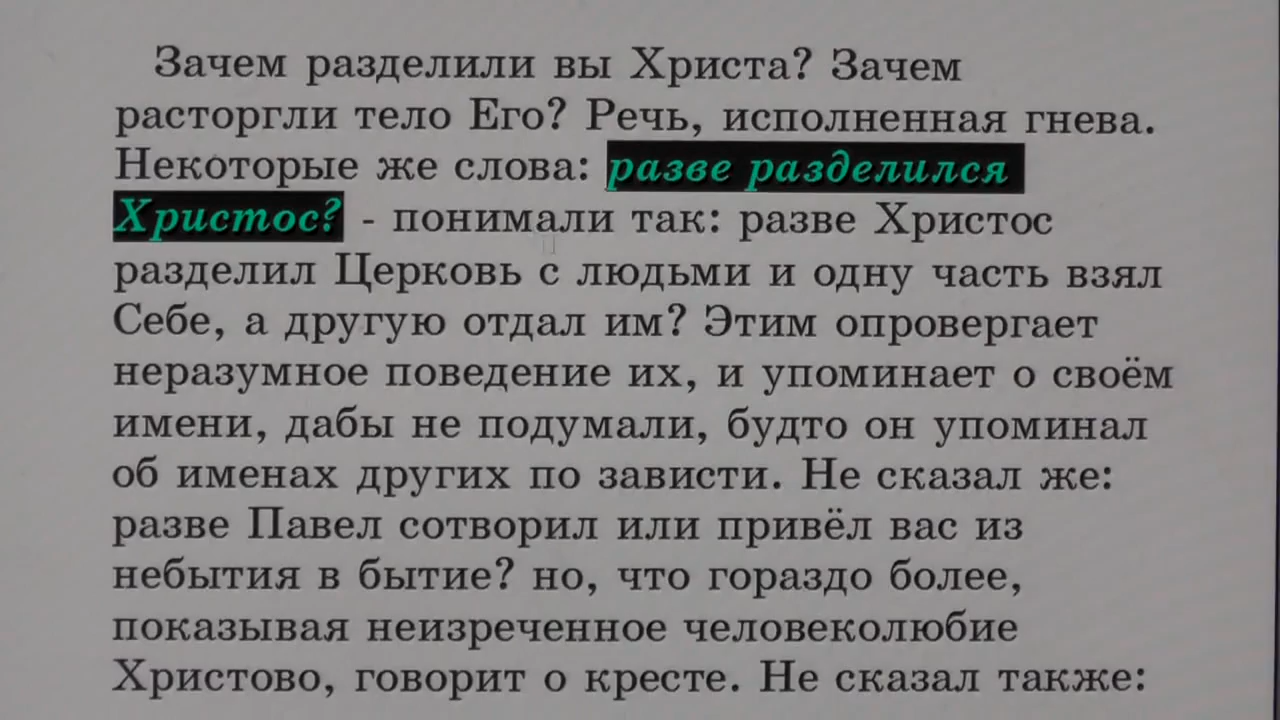 Зачем разделили вы Христа? Зачем
расторгли тело Его? Речь, исполненная гнева.
Некоторые же слова: разве разделился
Христос? - понимали так: разве Христос
разделил Церковь с людьми и одну часть взял
Себе, а другую отдал им? Этим опровергает
неразумное поведение их, и упоминает о своём
имени, дабы не подумали, будто он упоминал
об именах других по зависти. Не сказал же:
разве Павел сотворил или привёл вас из
небытия в бытие? но, что гораздо более,
показывая неизреченное человеколюбие
Христово, говорит о кресте. Не сказал также: